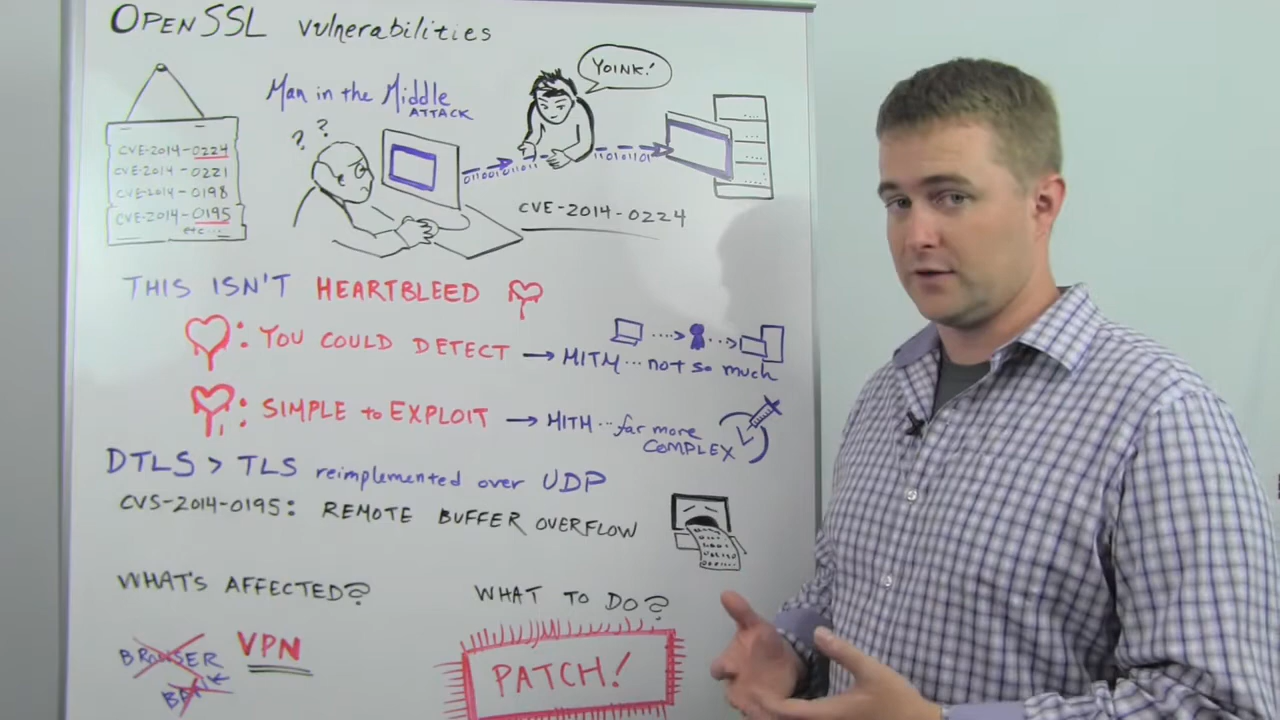 OPENSSL vulnerabilities
CVE-2014-0224
CVE-2014-0221
CVE-2014-0198
CVE-2014-0195
etc...
Man in the Middle
ATTACK
? ?
YOINK!
CVE-2014-0224
THIS ISN'T HEARTBLEED
: YOU COULD DETECT → MITM... not so much
: SIMPLE to EXPLOIT → MITM... far more
COMPLEX
DTLS > TLS reimplemented over UDP
CVS-2014-0195: REMOTE BUFFER OVERFLOW
WHAT'S AFFECTED?
BROWSER
VPN
WHAT TO DO?
PATCH!